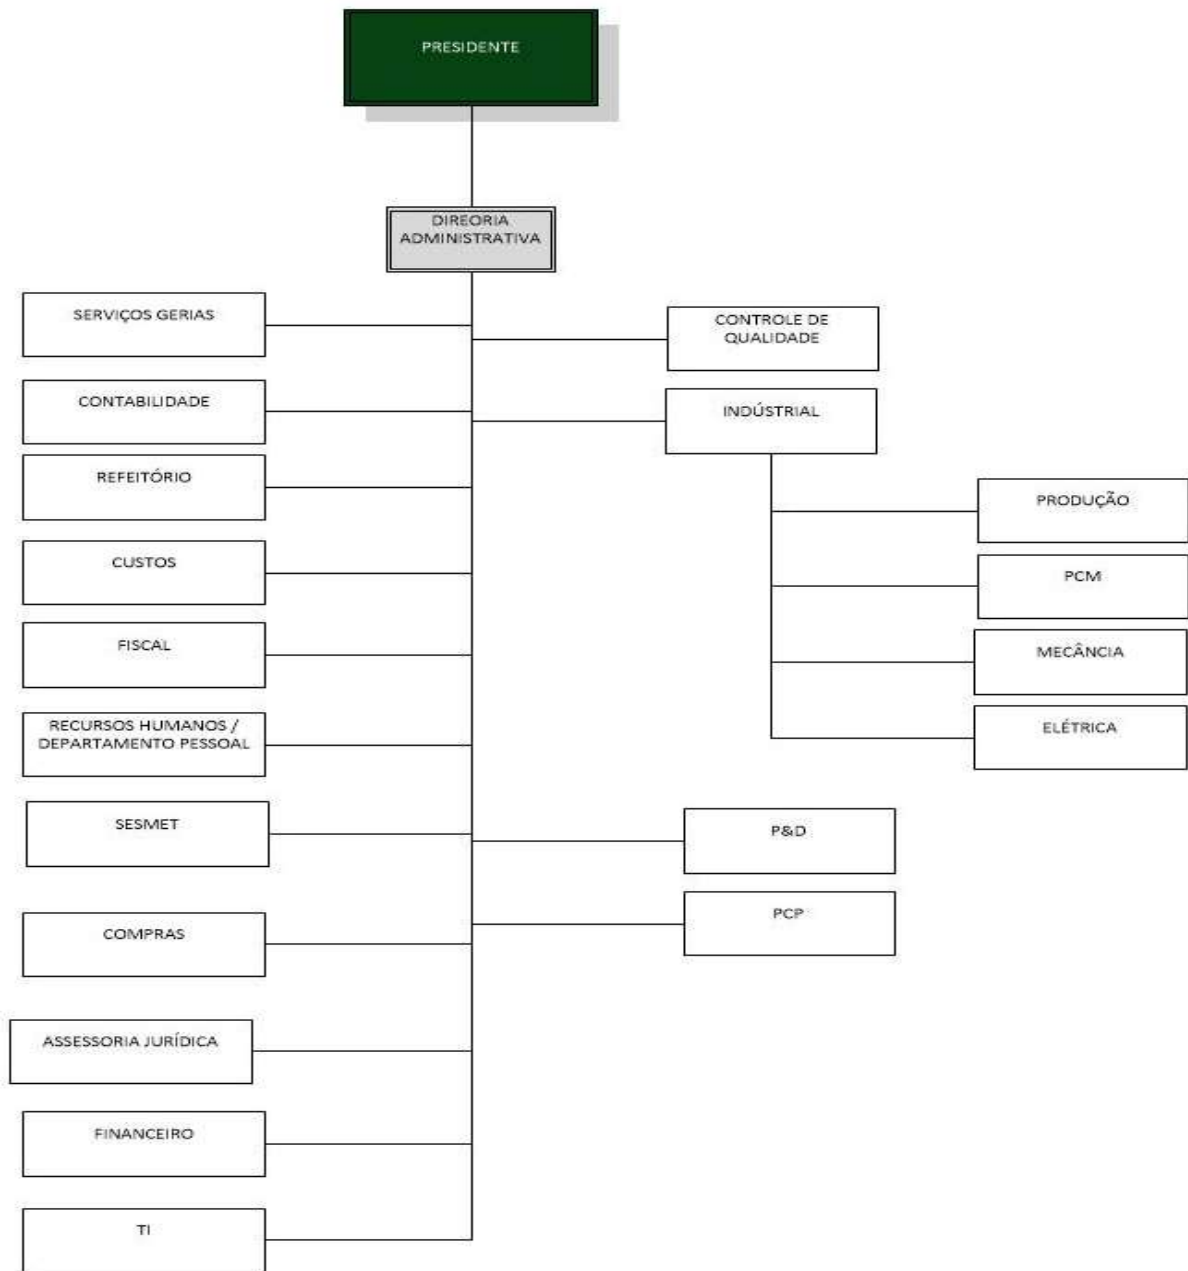 PRESIDENTE
DIREORIA
ADMINISTRATIVA
SERVIÇOS GERIAS
CONTROLE DE
QUALIDADE
CONTABILIDADE
INDÚSTRIAL
REFEITÓRIO
PRODUÇÃO
CUSTOS
PCM
FISCAL
MECÂNCIA
RECURSOS HUMANOS /
DEPARTAMENTO PESSOAL
ELÉTRICA
SESMET
P&D
COMPRAS
PCP
ASSESSORIA JURÍDICA
FINANCEIRO
TI